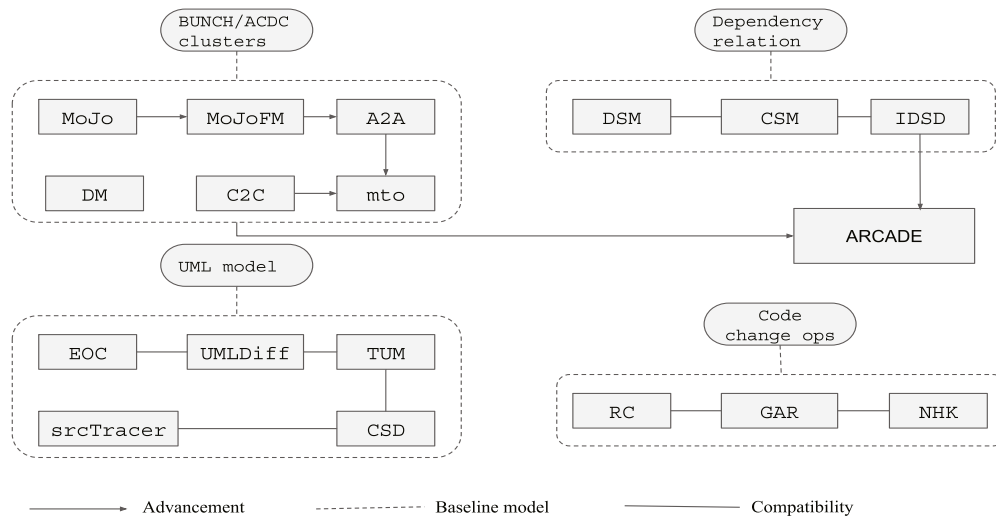 BUNCH/ACDC
clusters
Dependency
relation
MoJo
MoJoFM
A2A
DSM
CSM
IDSD
DM
C2C
mto
ARCADE
UML model
Code
change ops
EOC
UMLDiff
TUM
RC
GAR
NHK
srcTracer
CSD
Advancement
Baseline model
Compatibility